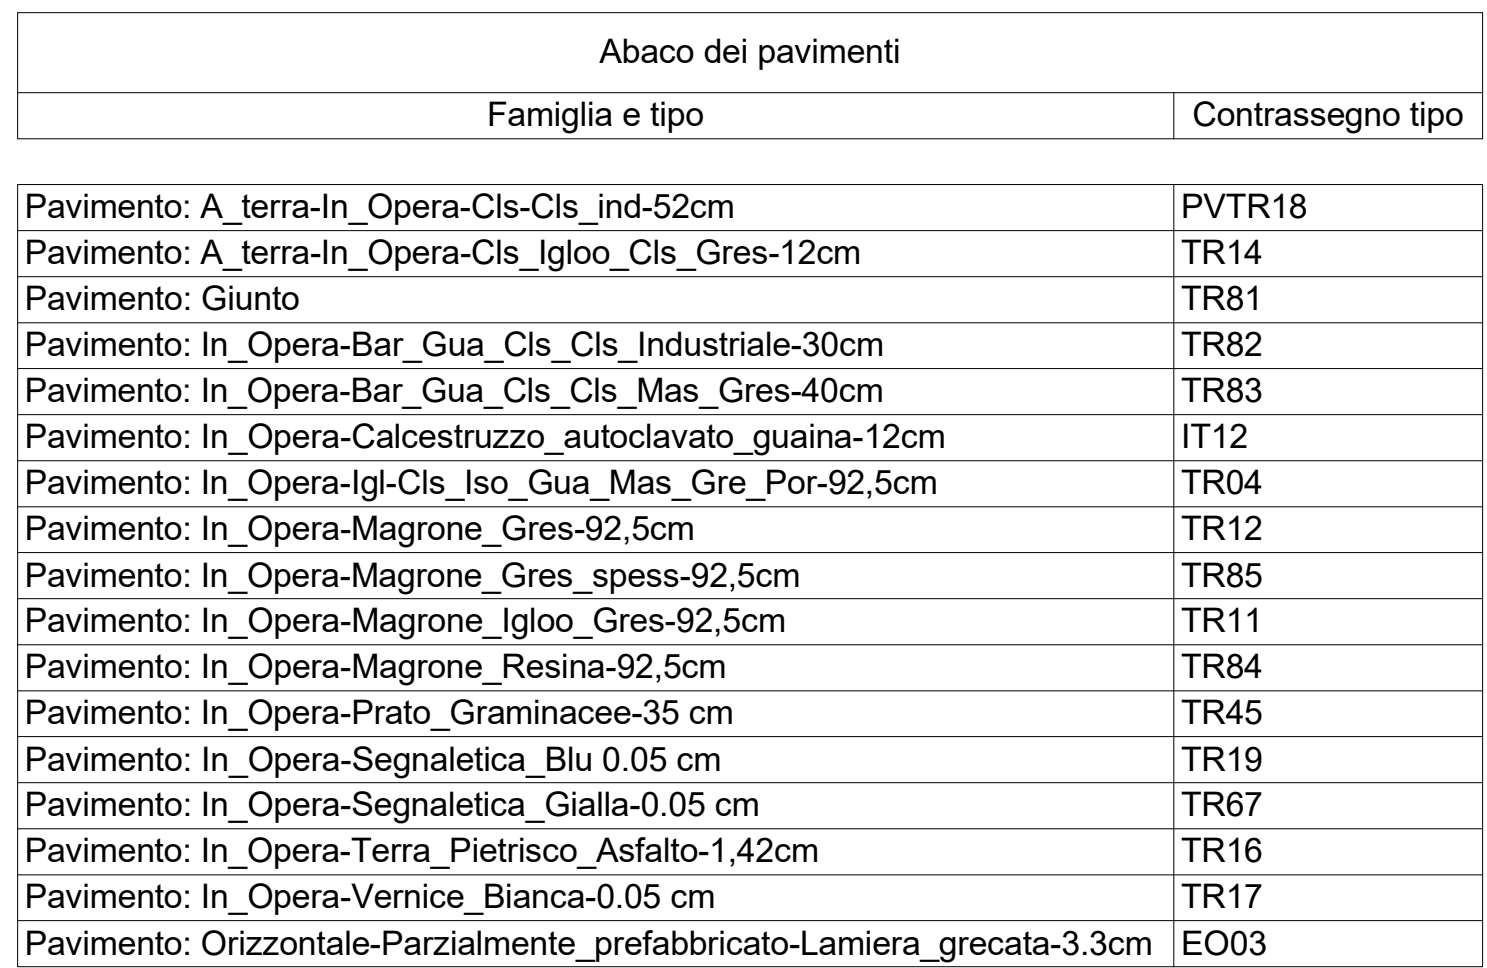 Abaco dei pavimenti
Famiglia e tipo Contrassegno tipo
Pavimento: A_terra-In_Opera-Cls-Cls_ind-52cm PVTR18
Pavimento: A_terra-In_Opera-Cls_Igloo_Cls_Gres-12cm TR14
Pavimento: Giunto TR81
Pavimento: In_Opera-Bar_Gua_Cls_Cls_Industriale-30cm TR82
Pavimento: In_Opera-Bar_Gua_Cls_Cls_Mas_Gres-40cm TR83
Pavimento: In_Opera-Calcestruzzo_autoclavato_guaina-12cm IT12
Pavimento: In_Opera-Igl-Cls_Iso_Gua_Mas_Gre_Por-92,5cm TR04
Pavimento: In_Opera-Magrone_Gres-92,5cm TR12
Pavimento: In_Opera-Magrone_Gres_spess-92,5cm TR85
Pavimento: In_Opera-Magrone_Igloo_Gres-92,5cm TR11
Pavimento: In_Opera-Magrone_Resina-92,5cm TR84
Pavimento: In_Opera-Prato_Graminacee-35 cm TR45
Pavimento: In_Opera-Segnaletica_Blu 0.05 cm TR19
Pavimento: In_Opera-Segnaletica_Gialla-0.05 cm TR67
Pavimento: In_Opera-Terra_Pietrisco_Asfalto-1,42cm TR16
Pavimento: In_Opera-Vernice_Bianca-0.05 cm TR17
Pavimento: Orizzontale-Parzialmente_prefabbricato-Lamiera_grecata-3.3cm EO03